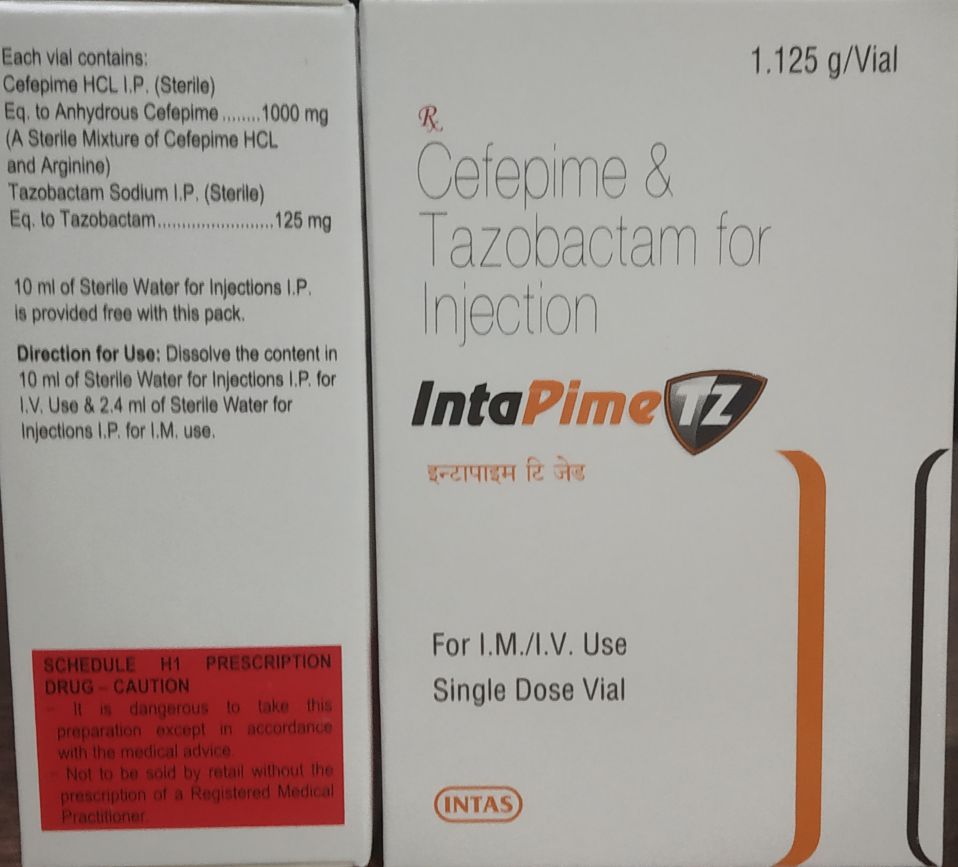 Each vial contains:
Cefepime HCL I.P. (Sterile)
Eq. to Anhydrous Cefepime ........1000 mg
(A Sterile Mixture of Cefepime HCL
and Arginine)
Tazobactam Sodium I.P. (Sterile)
Eq. to Tazobactam........................125 mg
10 ml of Sterile Water for Injections I.P.
is provided free with this pack.
Direction for Use: Dissolve the content in
10 ml of Sterile Water for Injections I.P. for
I.V. Use & 2.4 ml of Sterile Water for
Injections I.P. for I.M. use.
SCHEDULE H1 PRESCRIPTION
DRUG – CAUTION
- It is dangerous to take this
preparation except in accordance
with the medical advice.
- Not to be sold by retail without the
prescription of a Registered Medical
Practitioner.
1.125 g/Vial
Rx
Cefepime &
Tazobactam for
Injection
IntaPime TZ
इन्टापाइम टि जेड
For I.M./I.V. Use
Single Dose Vial
INTAS